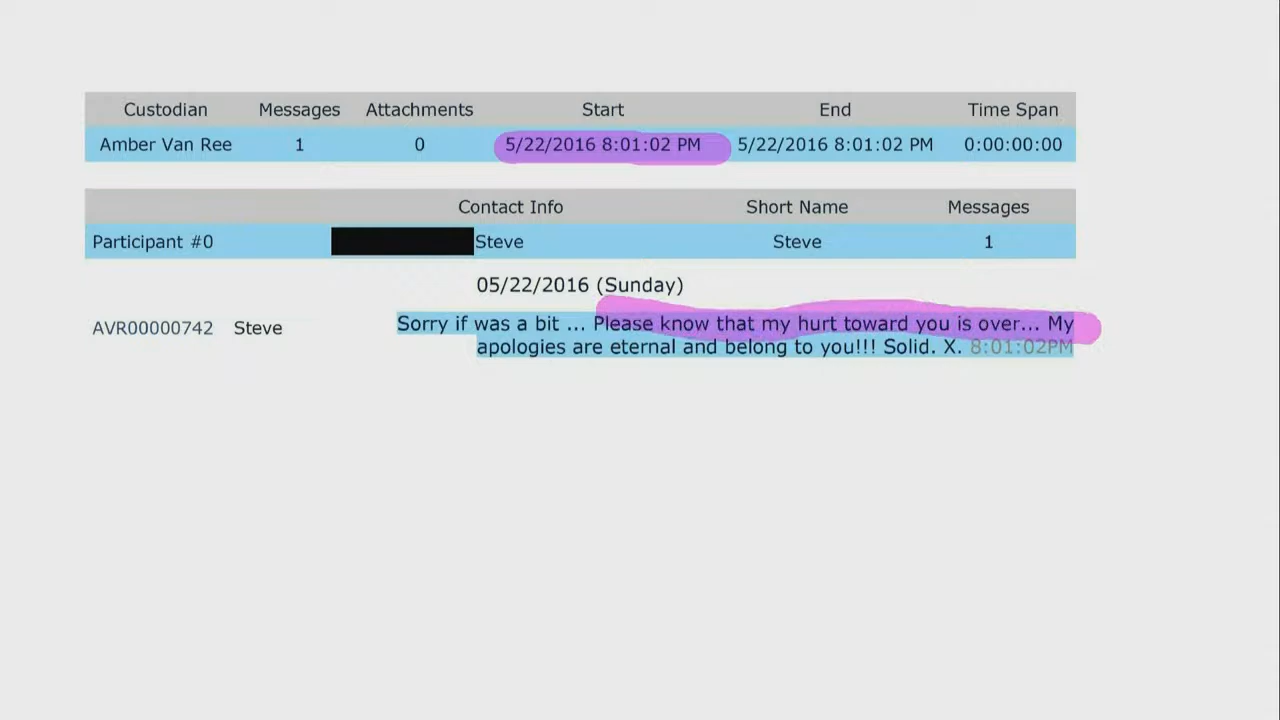 Custodian Messages Attachments Start End Time Span
Amber Van Ree 1 0 5/22/2016 8:01:02 PM 5/22/2016 8:01:02 PM 0:00:00:00
Contact Info Short Name Messages
Participant #0 Steve Steve 1
05/22/2016 (Sunday)
AVR00000742 Steve Sorry if was a bit ... Please know that my hurt toward you is over... My
apologies are eternal and belong to you!!! Solid. X. 8:01:02PM